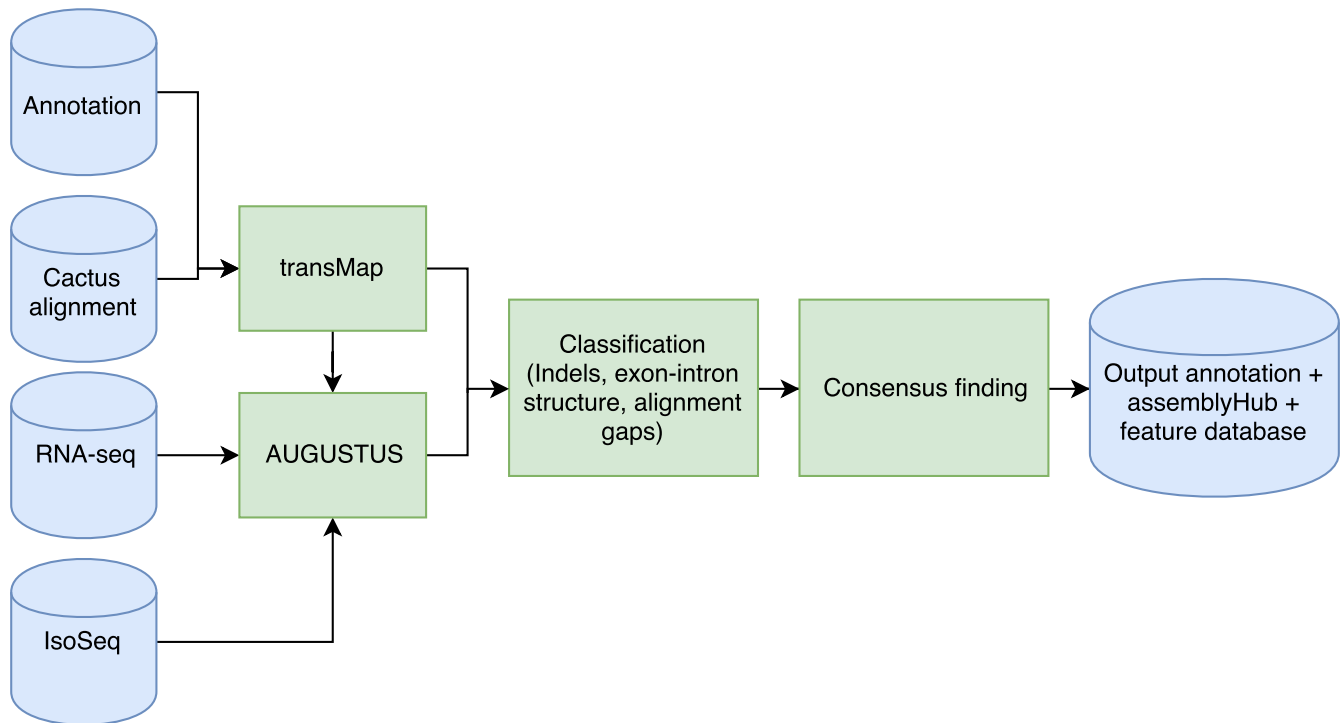 Annotation
Cactus
alignment
transMap
RNA-seq
AUGUSTUS
IsoSeq
Classification
(Indels, exon-intron
structure, alignment
gaps)
Consensus finding
Output annotation +
assemblyHub +
feature database